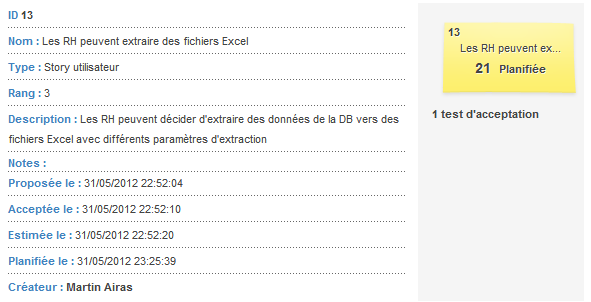 ID 13
Nom : Les RH peuvent extraire des fichiers Excel
Type : Story utilisateur
Rang : 3
Description : Les RH peuvent décider d'extraire des données de la DB vers des
fichiers Excel avec différents paramètres d'extraction
Notes :
Proposée le : 31/05/2012 22:52:04
Acceptée le : 31/05/2012 22:52:10
Estimée le : 31/05/2012 22:52:20
Planifiée le : 31/05/2012 23:25:39
Créateur : Martin Airas
13
Les RH peuvent ex...
21 Planifiée
1 test d'acceptation